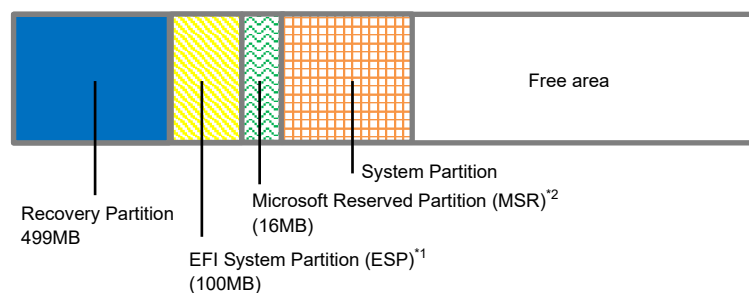 Free area
System Partition
Microsoft Reserved Partition (MSR)*2
(16MB)
Recovery Partition
499MB
EFI System Partition (ESP)*1
(100MB)